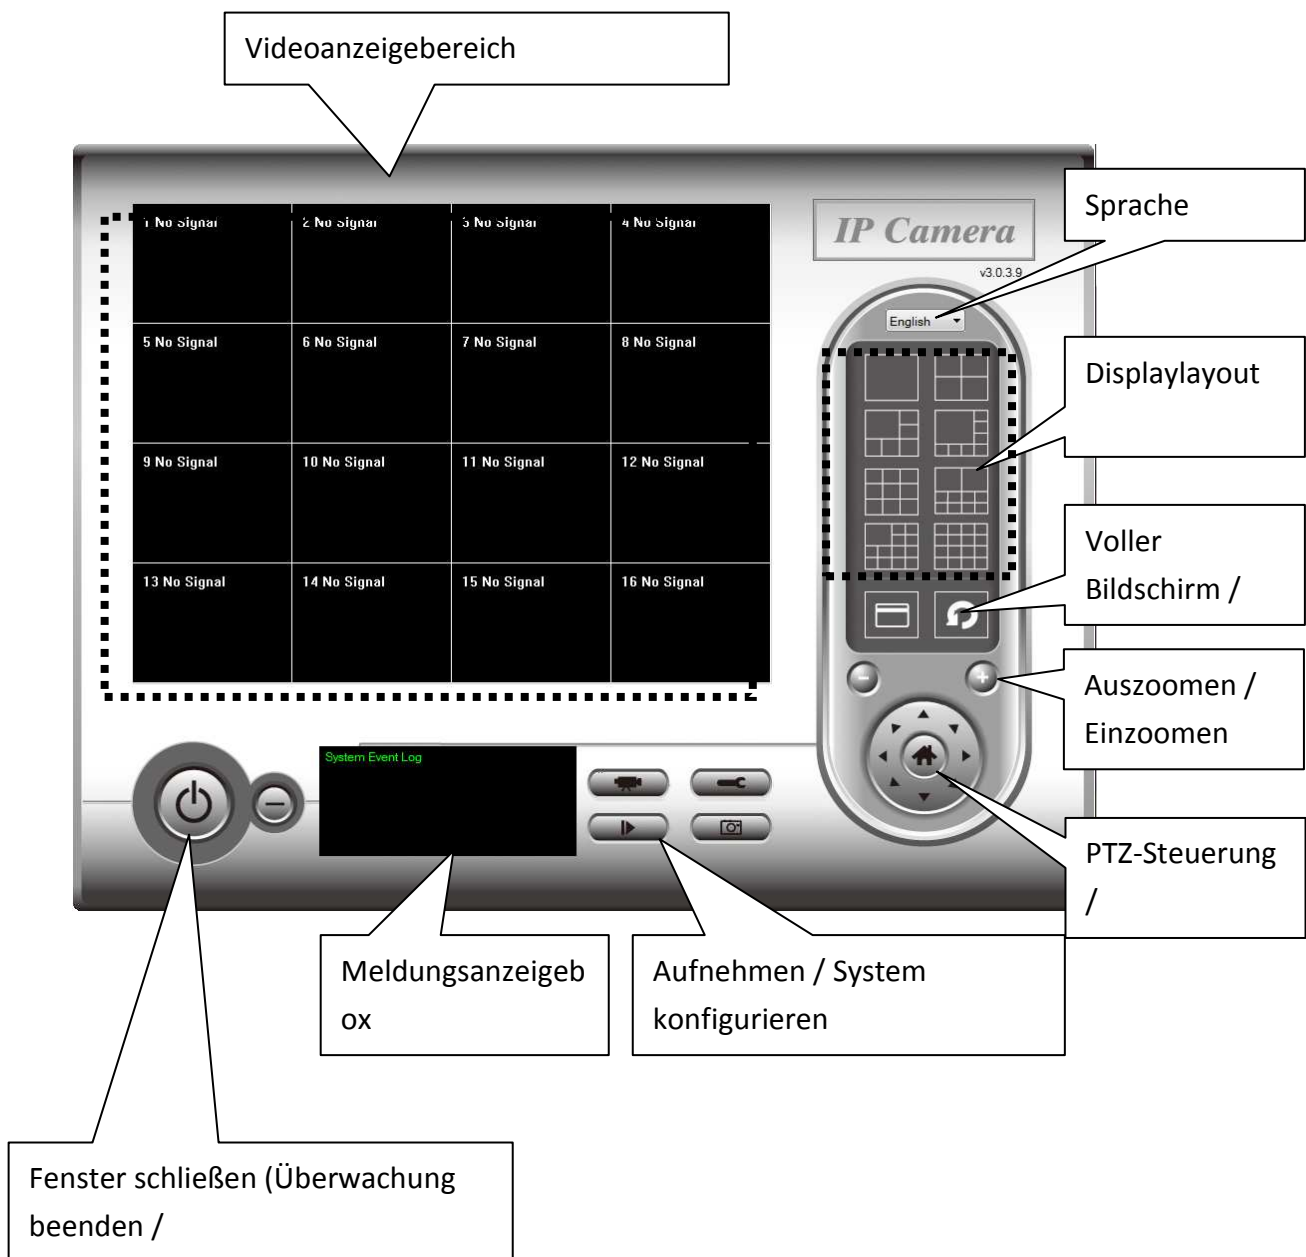 Videoanzeigebereich
Sprache
1 No Signal
2 No Signal
3 No Signal
4 No Signal
IP Camera
v3.0.3.9
English
5 No Signal
6 No Signal
7 No Signal
8 No Signal
Displaylayout
9 No Signal
10 No Signal
11 No Signal
12 No Signal
Voller
Bildschirm /
13 No Signal
14 No Signal
15 No Signal
16 No Signal
Auszoomen /
Einzoomen
System Event Log
PTZ-Steuerung
/
Meldungsanzeigeb
ox
Aufnehmen / System
konfigurieren
Fenster schließen (Überwachung
beenden /